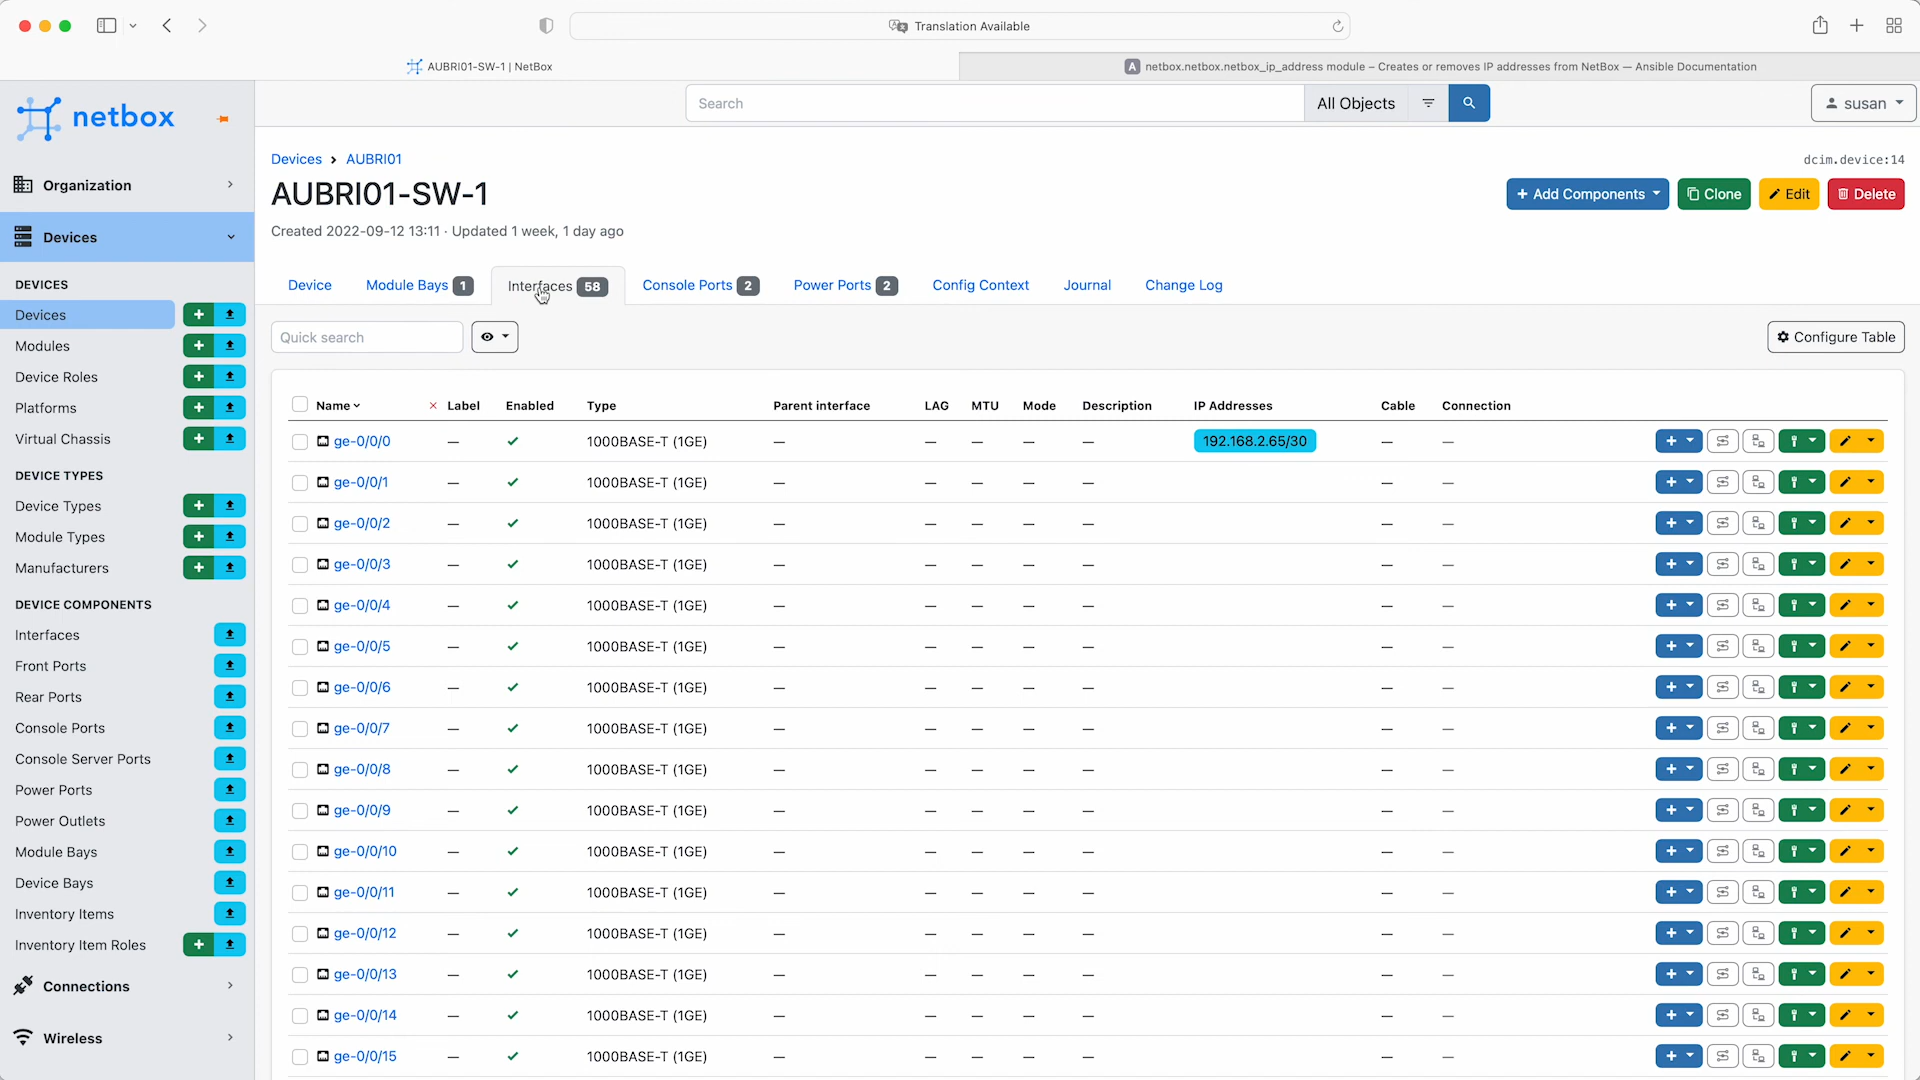 Translation Available
AUBRI01-SW-1 | NetBox
A netbox.netbox.netbox_ip_address module – Creates or removes IP addresses from NetBox — Ansible Documentation
netbox
Search
All Objects
susan
Organization
Devices
DEVICES
Devices
Modules
Device Roles
Platforms
Virtual Chassis
DEVICE TYPES
Device Types
Module Types
Manufacturers
DEVICE COMPONENTS
Interfaces
Front Ports
Rear Ports
Console Ports
Console Server Ports
Power Ports
Power Outlets
Module Bays
Device Bays
Inventory Items
Inventory Item Roles
Connections
Wireless
Devices > AUBRI01
dcim.device:14
AUBRI01-SW-1
+ Add Components
Clone
Edit
Delete
Created 2022-09-12 13:11 · Updated 1 week, 1 day ago
Device
Module Bays 1
Interfaces 58
Console Ports 2
Power Ports 2
Config Context
Journal
Change Log
Quick search
Configure Table
Name × Label Enabled Type Parent interface LAG MTU Mode Description IP Addresses Cable Connection
ge-0/0/0 — 1000BASE-T (1GE) — — — — — 192.168.2.65/30 — —
ge-0/0/1 — 1000BASE-T (1GE) — — — — — — —
ge-0/0/2 — 1000BASE-T (1GE) — — — — — — —
ge-0/0/3 — 1000BASE-T (1GE) — — — — — — —
ge-0/0/4 — 1000BASE-T (1GE) — — — — — — —
ge-0/0/5 — 1000BASE-T (1GE) — — — — — — —
ge-0/0/6 — 1000BASE-T (1GE) — — — — — — —
ge-0/0/7 — 1000BASE-T (1GE) — — — — — — —
ge-0/0/8 — 1000BASE-T (1GE) — — — — — — —
ge-0/0/9 — 1000BASE-T (1GE) — — — — — — —
ge-0/0/10 — 1000BASE-T (1GE) — — — — — — —
ge-0/0/11 — 1000BASE-T (1GE) — — — — — — —
ge-0/0/12 — 1000BASE-T (1GE) — — — — — — —
ge-0/0/13 — 1000BASE-T (1GE) — — — — — — —
ge-0/0/14 — 1000BASE-T (1GE) — — — — — — —
ge-0/0/15 — 1000BASE-T (1GE) — — — — — — —